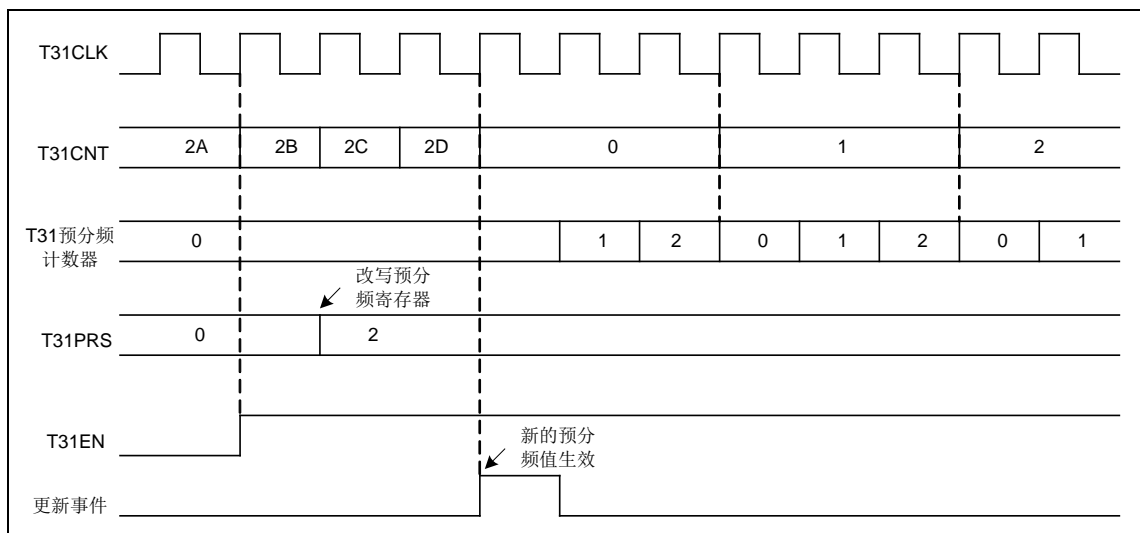 T31CLK
T31CNT
2A
2B
2C
2D
0
1
2
T31预分频
计数器
0
1
2
0
1
2
0
1
改写预分
频寄存器
T31PRS
0
2
T31EN
新的预分
频值生效
更新事件